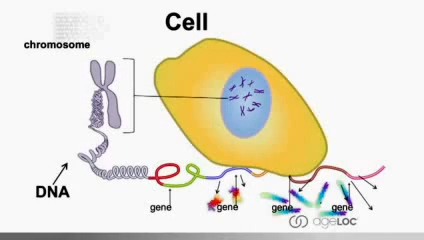 Cell
chromosome
DNA
gene
gene
gene
gene
ageLOC